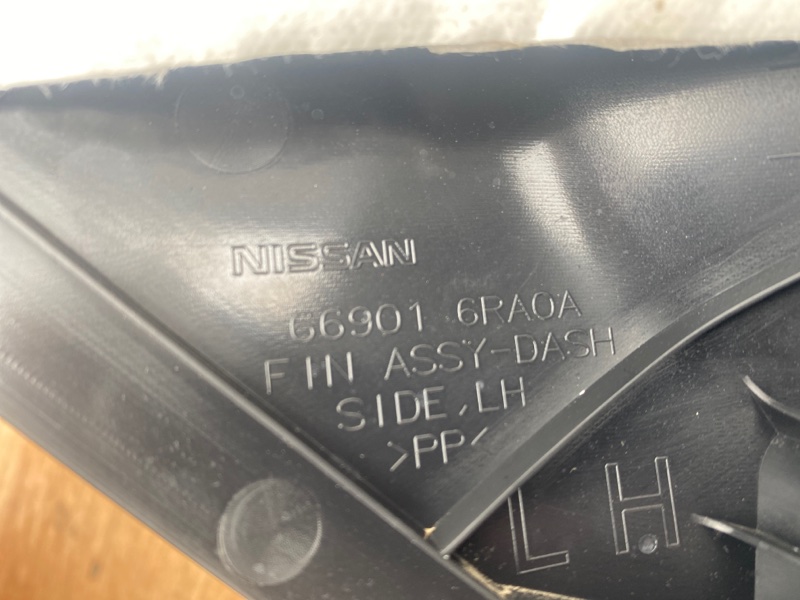 NISSAN
66901 6RA0A
FIN ASSY-DASH
SIDE,LH
>PP<
LH